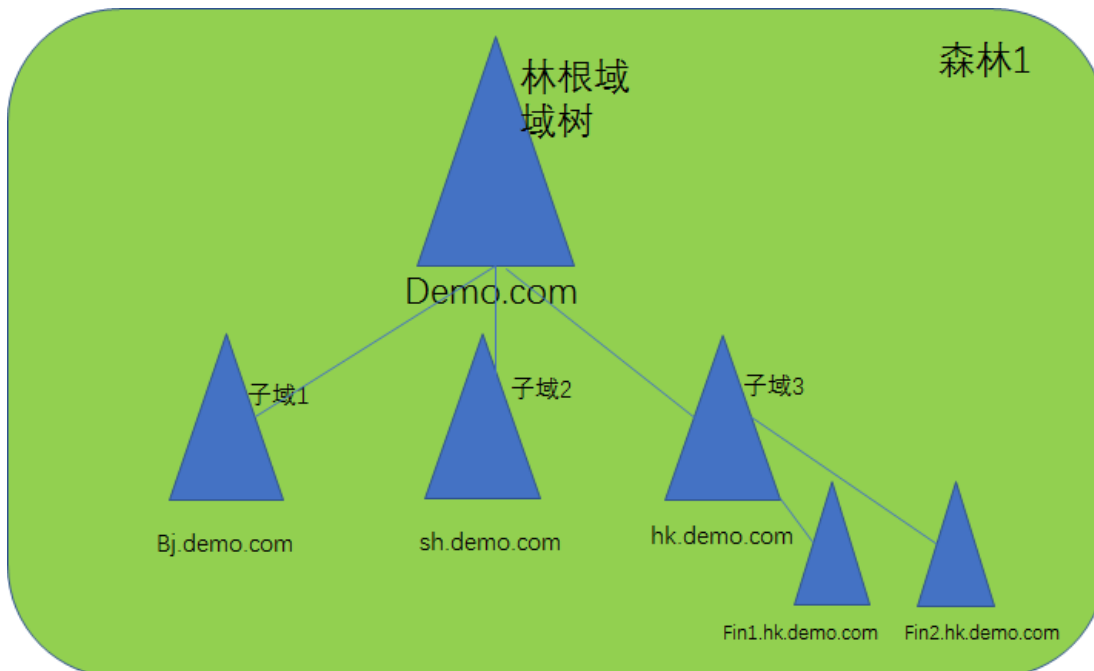 森林1
林根域
域树
Demo.com
子域1
子域2
子域3
Bj.demo.com
sh.demo.com
hk.demo.com
Fin1.hk.demo.com
Fin2.hk.demo.com